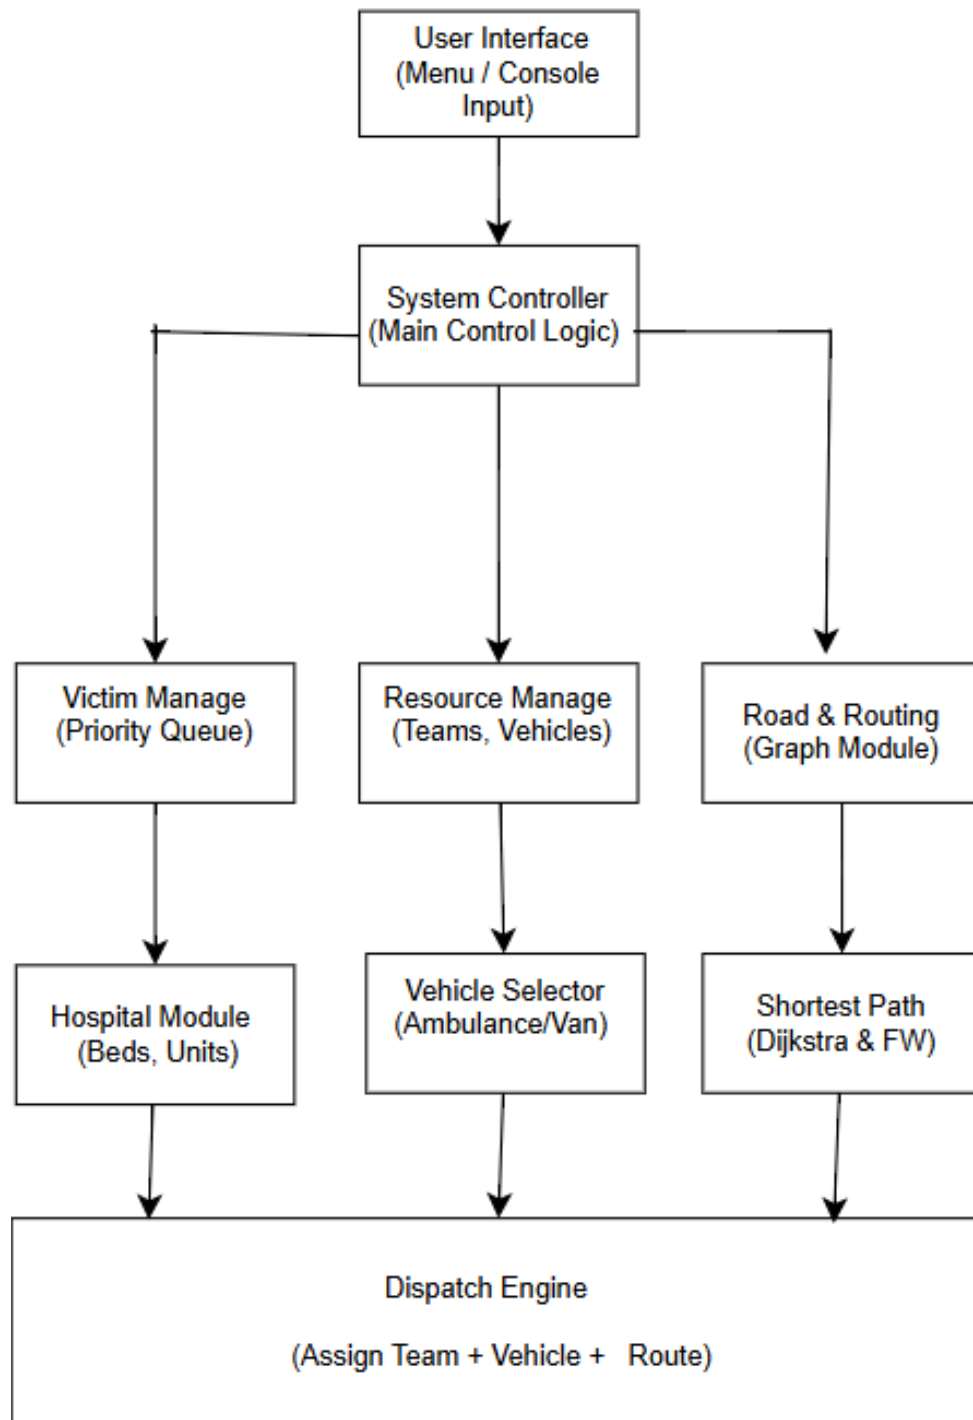 User Interface
(Menu / Console
Input)
System Controller
(Main Control Logic)
Victim Manage
(Priority Queue)
Resource Manage
(Teams, Vehicles)
Road & Routing
(Graph Module)
Hospital Module
(Beds, Units)
Vehicle Selector
(Ambulance/Van)
Shortest Path
(Dijkstra & FW)
Dispatch Engine
(Assign Team + Vehicle + Route)